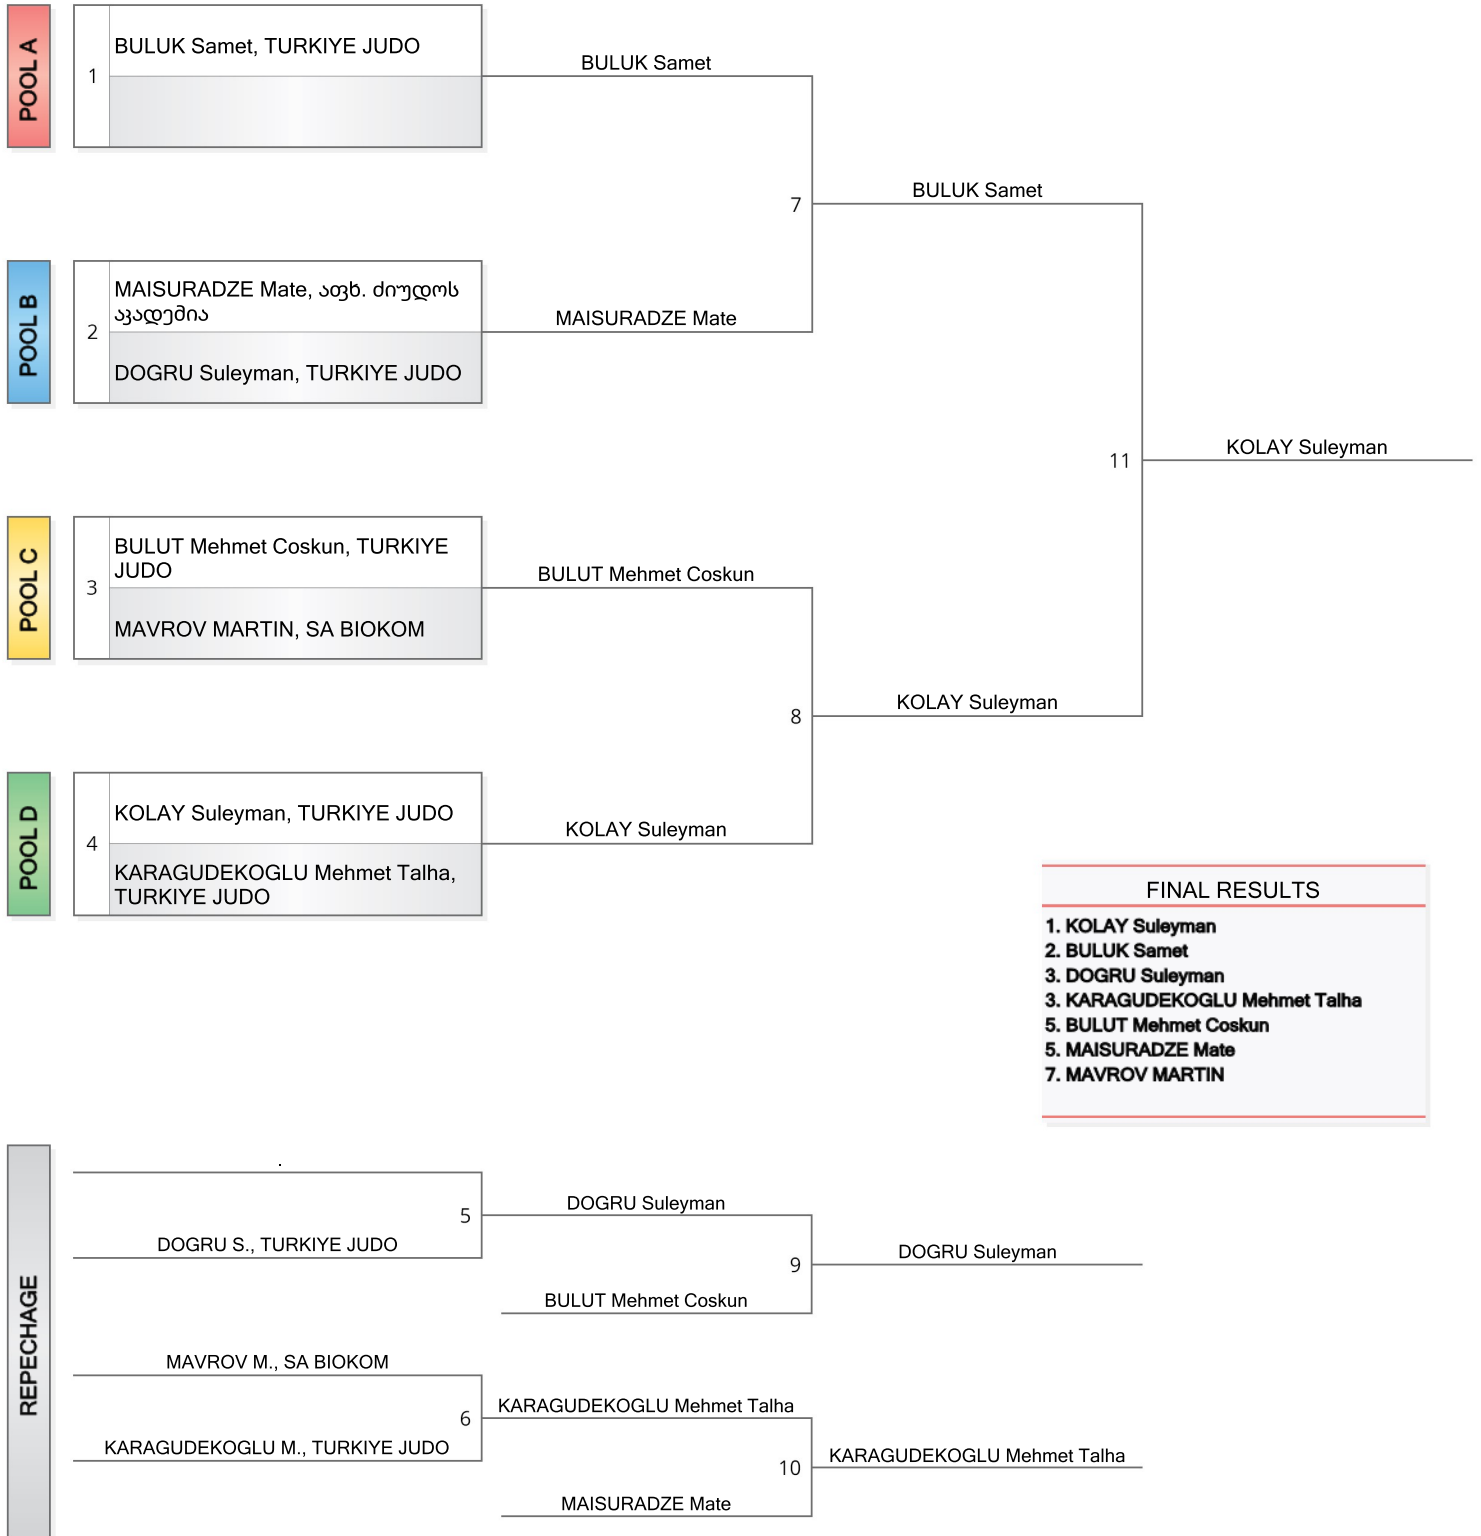 POOL A
1
BULUK Samet, TURKIYE JUDO
BULUK Samet
7
BULUK Samet
POOL B
2
MAISURADZE Mate, აფხ. ძიუდოს
აკადემია
DOGRU Suleyman, TURKIYE JUDO
MAISURADZE Mate
11
KOLAY Suleyman
POOL C
3
BULUT Mehmet Coskun, TURKIYE
JUDO
MAVROV MARTIN, SA BIOKOM
BULUT Mehmet Coskun
8
KOLAY Suleyman
POOL D
4
KOLAY Suleyman, TURKIYE JUDO
KARAGUDEKOGLU Mehmet Talha,
TURKIYE JUDO
KOLAY Suleyman
FINAL RESULTS
1. KOLAY Suleyman
2. BULUK Samet
3. DOGRU Suleyman
3. KARAGUDEKOGLU Mehmet Talha
5. BULUT Mehmet Coskun
5. MAISURADZE Mate
7. MAVROV MARTIN
REPECHAGE
.
5
DOGRU S., TURKIYE JUDO
DOGRU Suleyman
9
DOGRU Suleyman
BULUT Mehmet Coskun
MAVROV M., SA BIOKOM
6
KARAGUDEKOGLU M., TURKIYE JUDO
KARAGUDEKOGLU Mehmet Talha
10
KARAGUDEKOGLU Mehmet Talha
MAISURADZE Mate